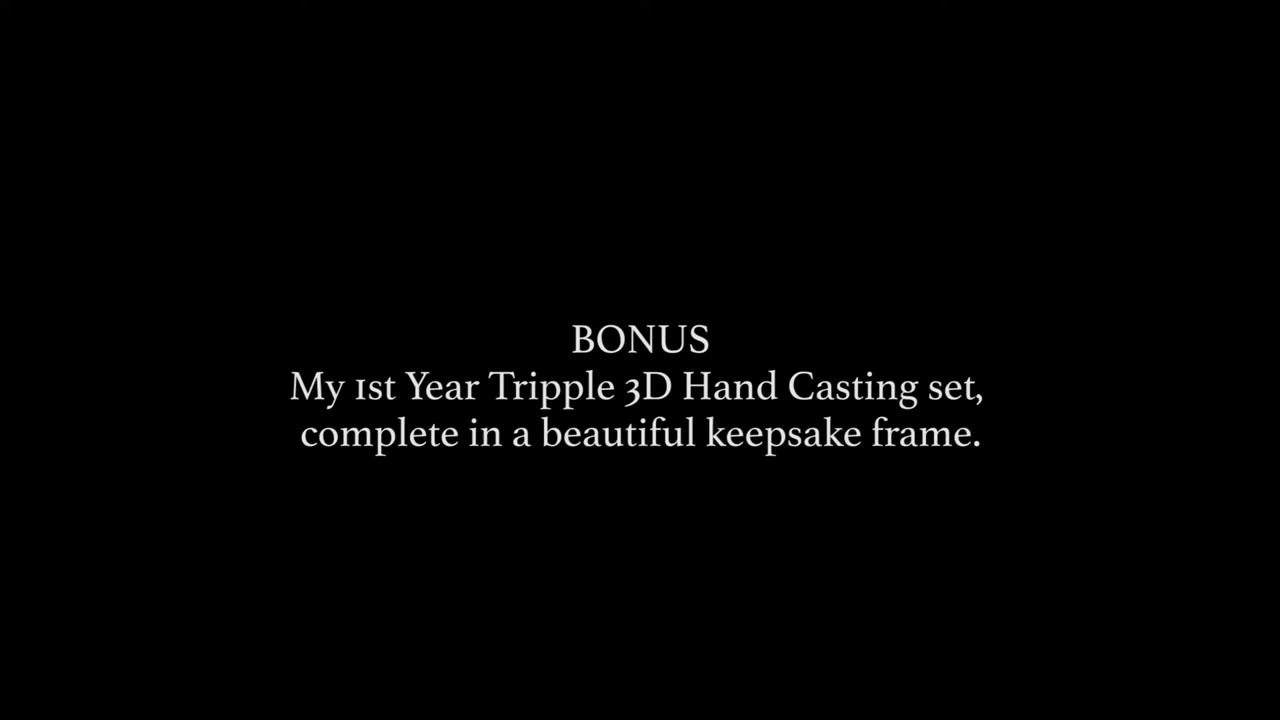 BONUS
My 1st Year Tripple 3D Hand Casting set,
complete in a beautiful keepsake frame.